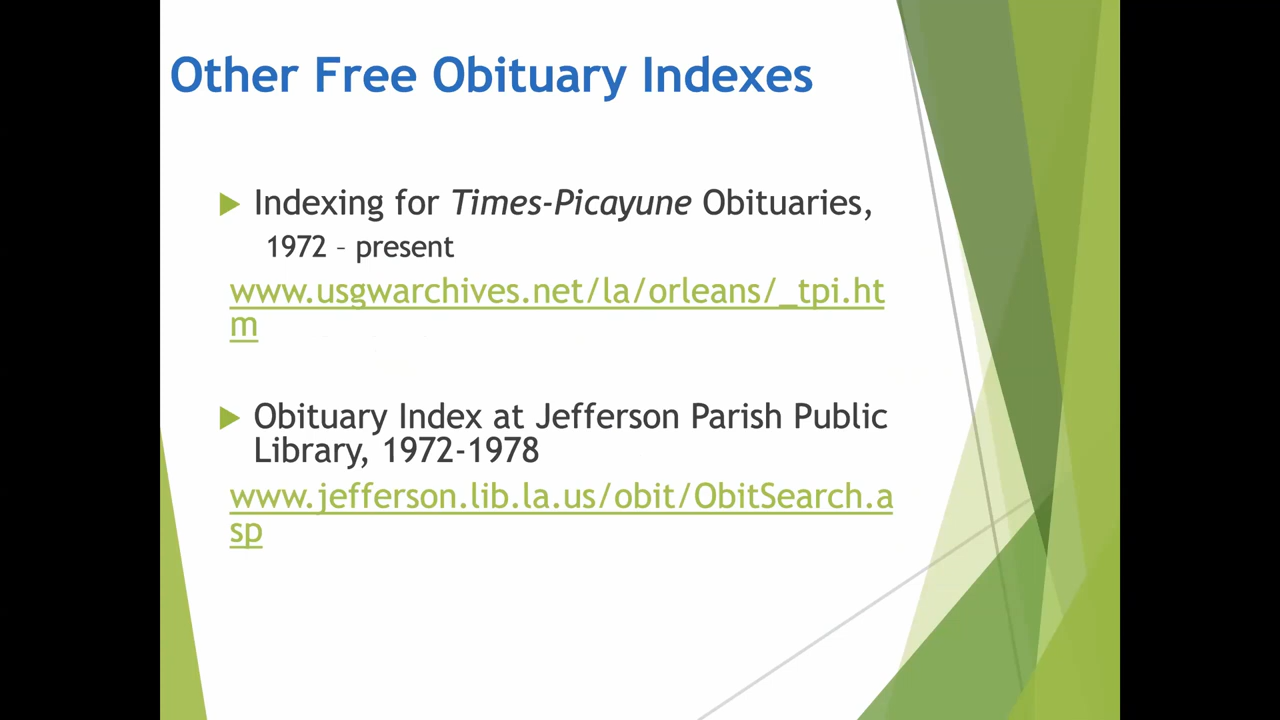 Other Free Obituary Indexes
Indexing for Times-Picayune Obituaries,
1972 – present
www.usgwarchives.net/la/orleans/_tpi.ht
m
Obituary Index at Jefferson Parish Public
Library, 1972-1978
www.jefferson.lib.la.us/obit/ObitSearch.a
sp